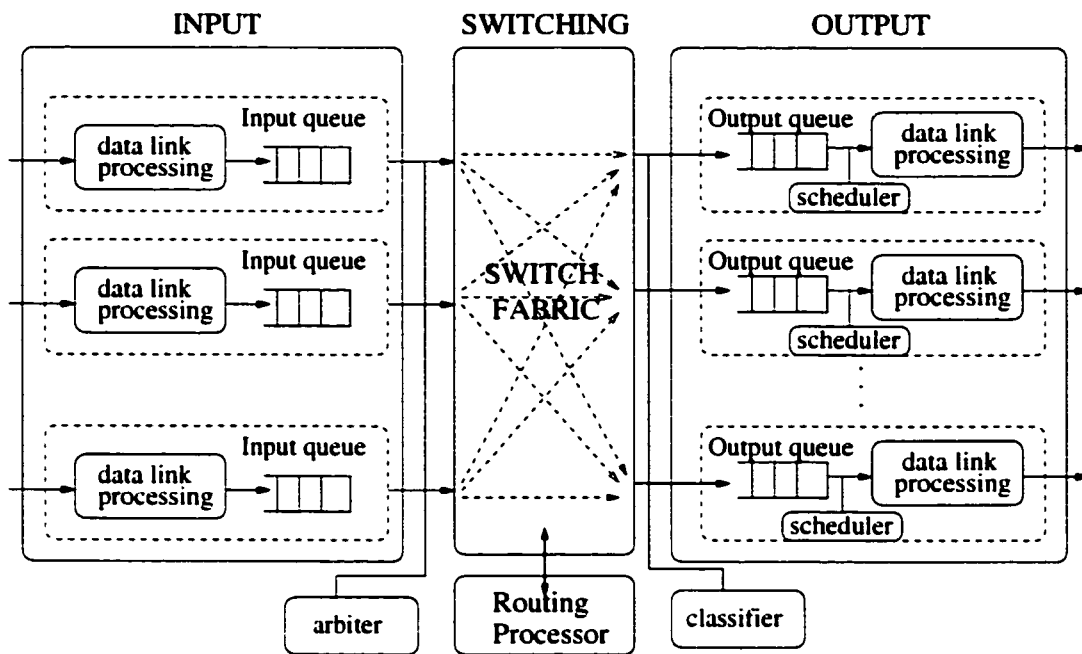 INPUT
SWITCHING
OUTPUT
Input queue
data link
processing
Output queue
data link
processing
scheduler
Input queue
data link
processing
SWITCH
FABRIC
Output queue
data link
processing
scheduler
Input queue
data link
processing
Output queue
data link
processing
scheduler
arbiter
Routing
Processor
classifier